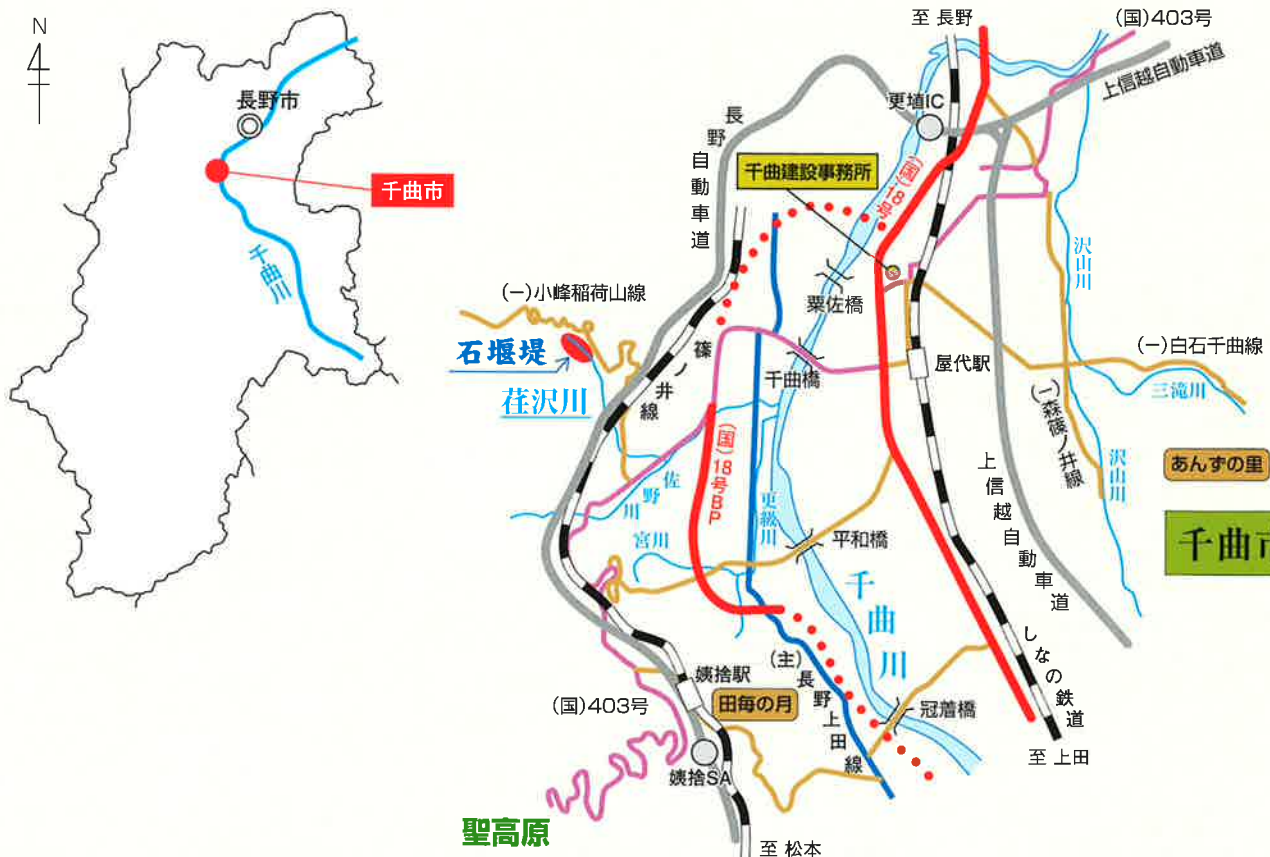 N
長野市
千曲市
千曲川
至 長野
(国)403号
上信越自動車道
更埴IC
長野自動車道
千曲建設事務所
(国)18号
沢山川
粟佐橋
(一)小峰稲荷山線
石堰堤
荏沢川
篠ノ井線
千曲橋
屋代駅
(一)白石千曲線
三滝川
(一)森篠ノ井線
(国)18号BP
佐野川
更級川
上信越自動車道
沢山川
あんずの里
千曲市
宮川
平和橋
千曲川
しなの鉄道
姨捨駅
(主)長野上田線
(国)403号
田毎の月
冠着橋
至 上田
姨捨SA
聖高原
至 松本